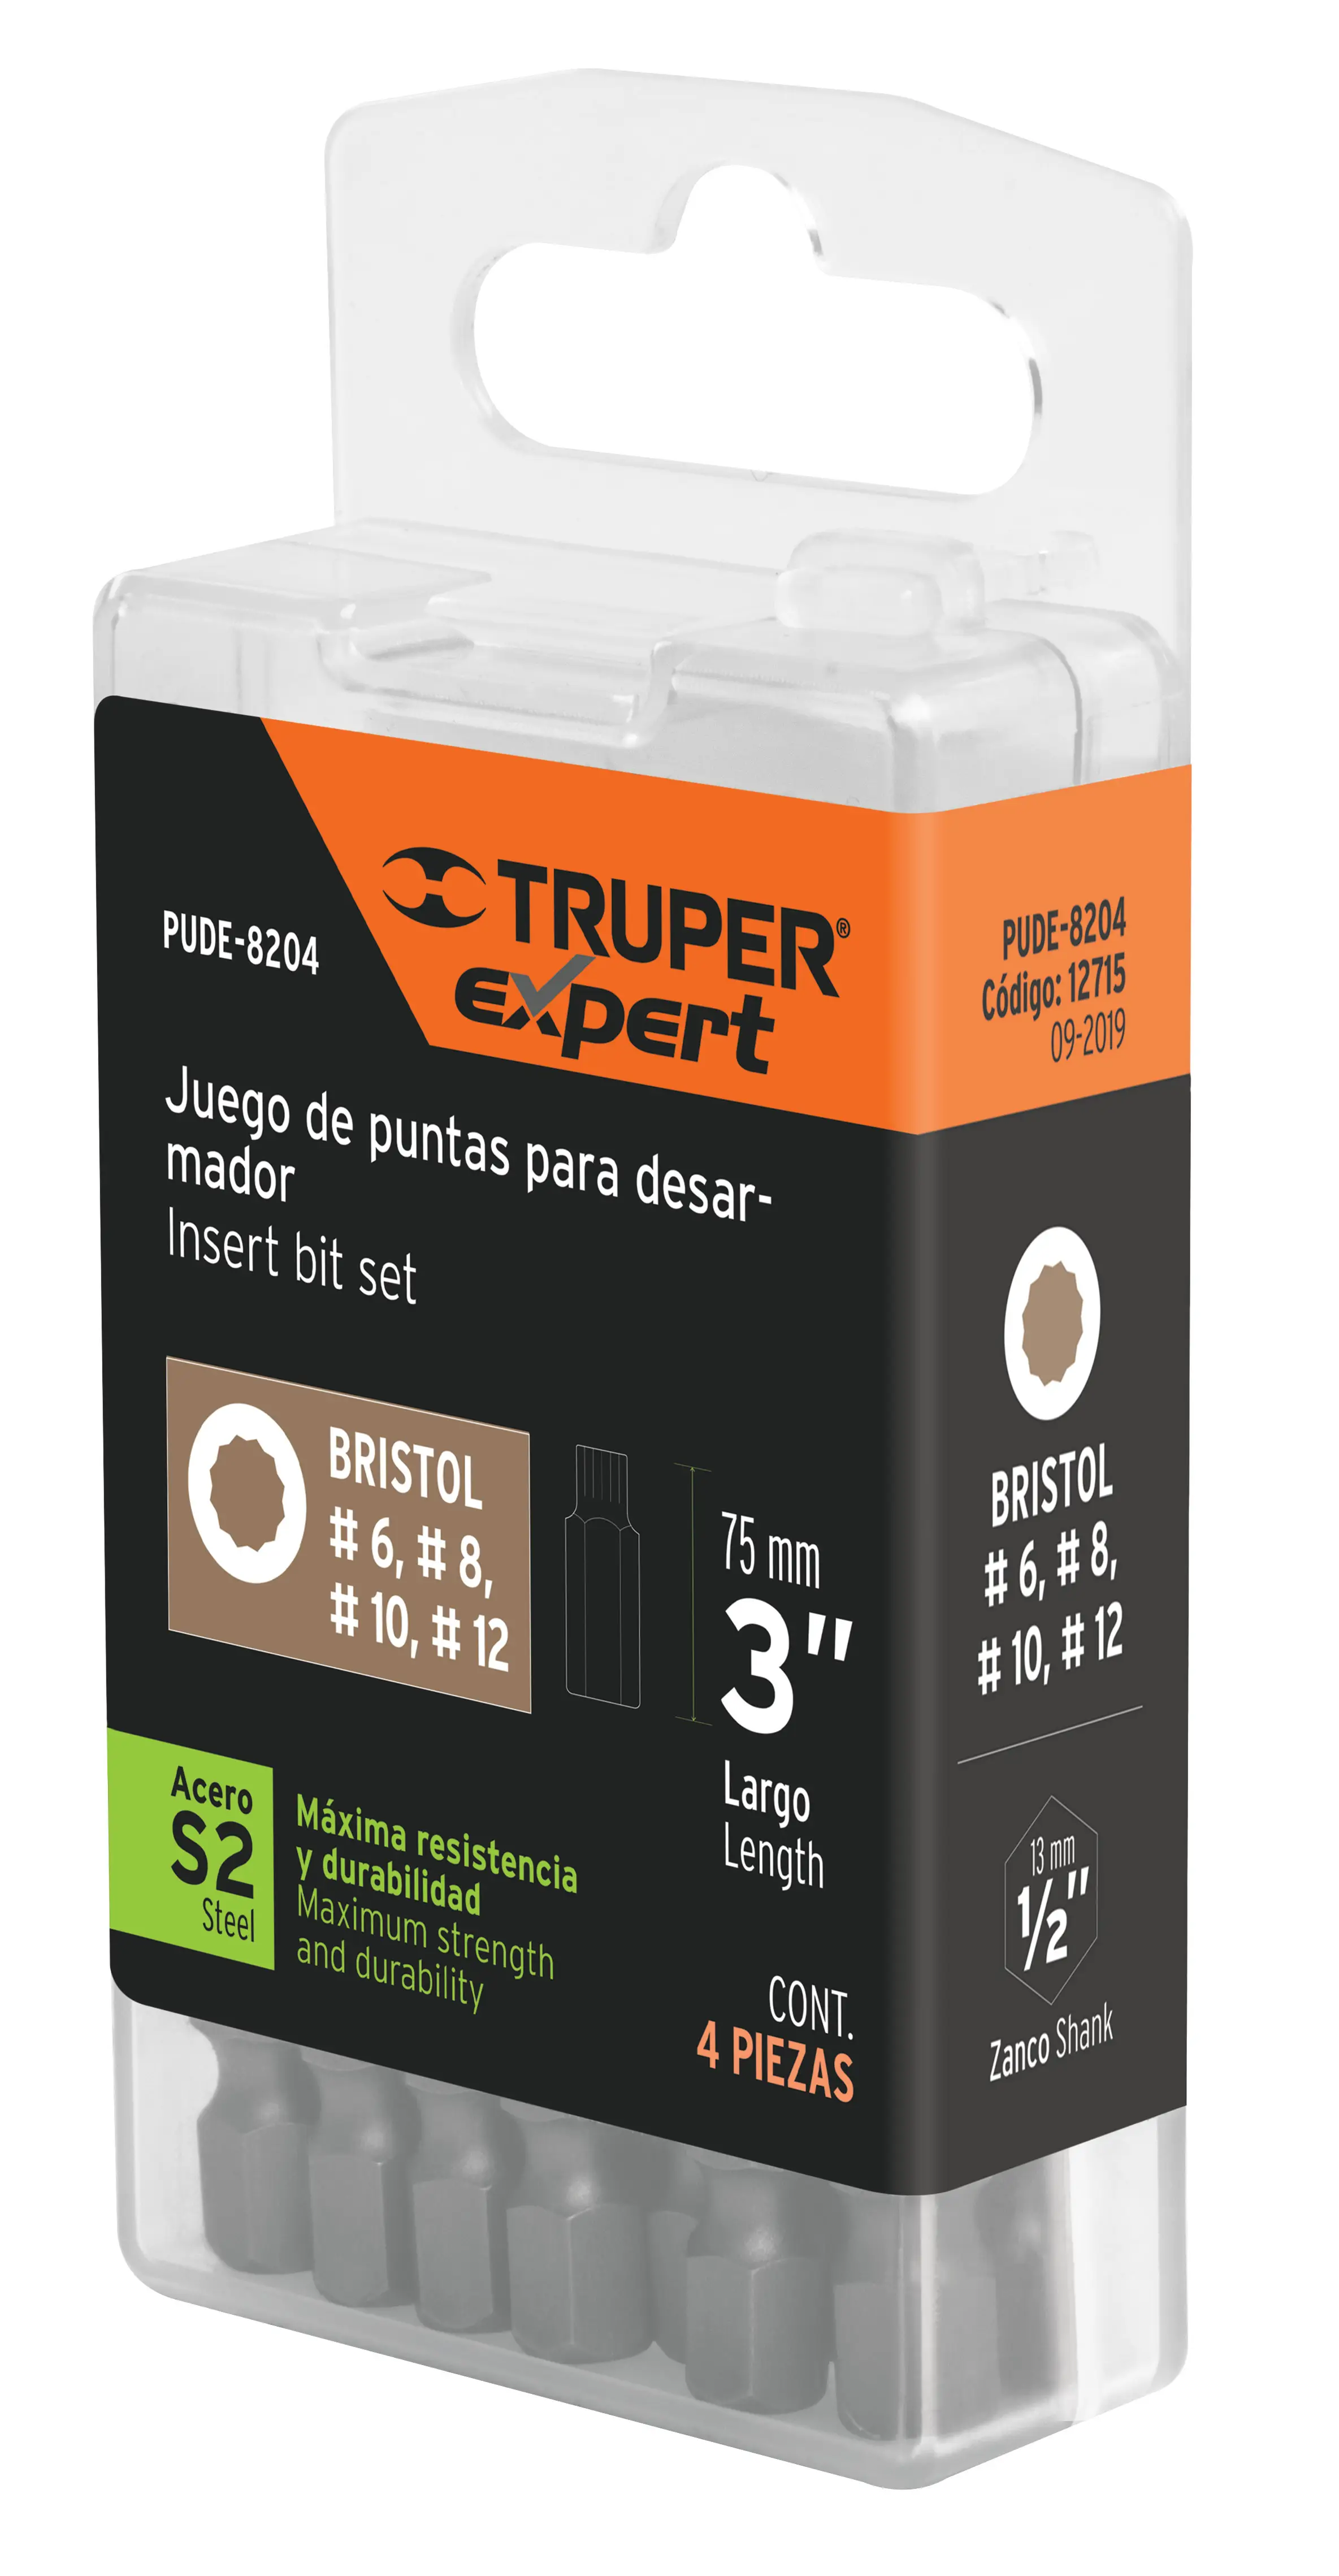 PUDE-8204
TRUPER®
expert
Juego de puntas para desar-
mador
Insert bit set
BRISTOL
# 6, # 8,
# 10, # 12
75 mm
3"
Largo
Length
Acero
S2
Steel
Máxima resistencia
y durabilidad
Maximum strength
and durability
CONT.
4 PIEZAS
PUDE-8204
Código: 12715
09-2019
BRISTOL
# 6, # 8,
# 10, # 12
13 mm
1/2"
Zanco Shank